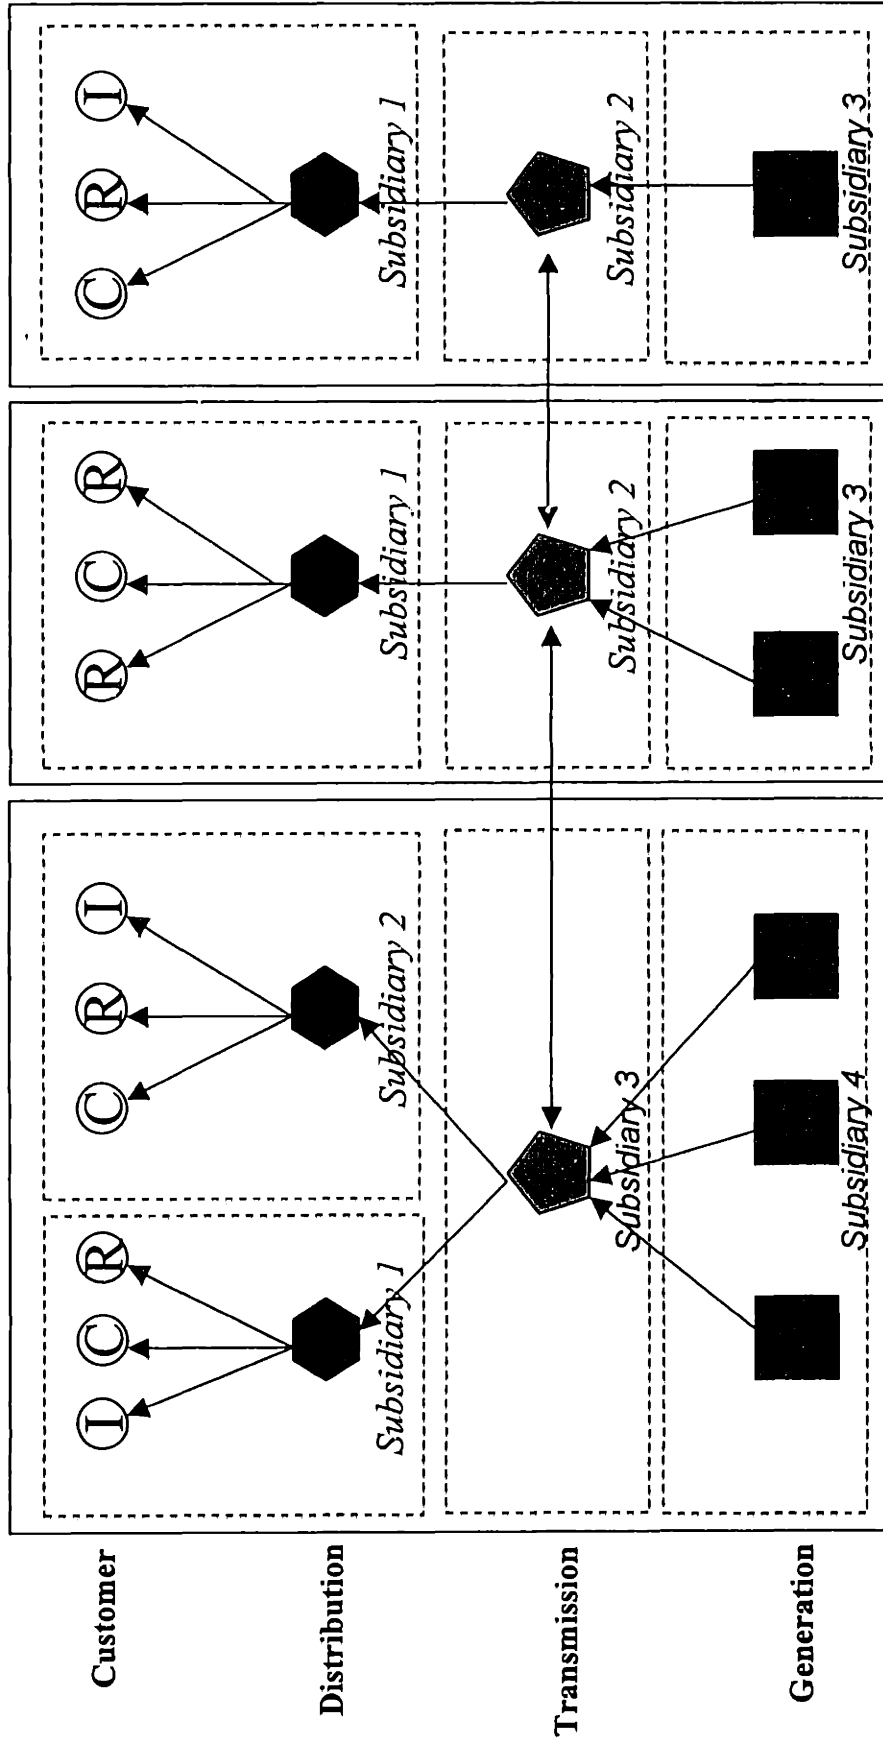 Customer
I C R C R I R C R C R I
Distribution
Subsidiary 1
Subsidiary 2
Subsidiary 1
Subsidiary 1
Transmission
Subsidiary 3
Subsidiary 2
Subsidiary 2
Generation
Subsidiary 4
Subsidiary 3
Subsidiary 3